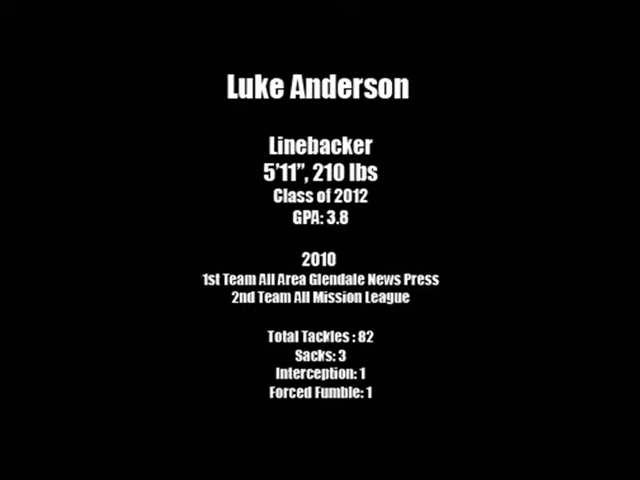 Luke Anderson
Linebacker
5'11", 210 lbs
Class of 2012
GPA: 3.8
2010
1st Team All Area Glendale News Press
2nd Team All Mission League
Total Tackles : 82
Sacks: 3
Interception: 1
Forced Fumble: 1